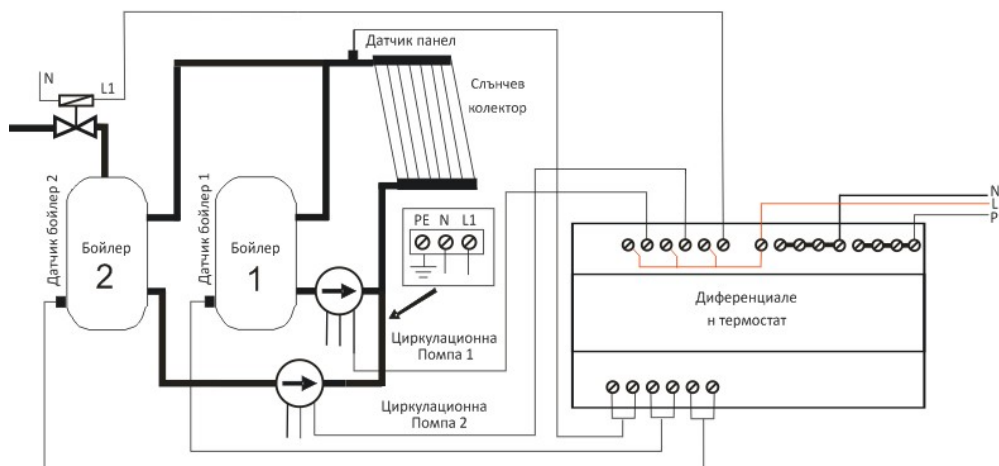 Датчик панел
N
L1
Слънчев
колектор
Датчик бойлер 2
Датчик бойлер 1
Бойлер
2
Бойлер
1
PE N L1
N
L
P
Диференциале
н термостат
Циркулационна
Помпа 1
Циркулационна
Помпа 2